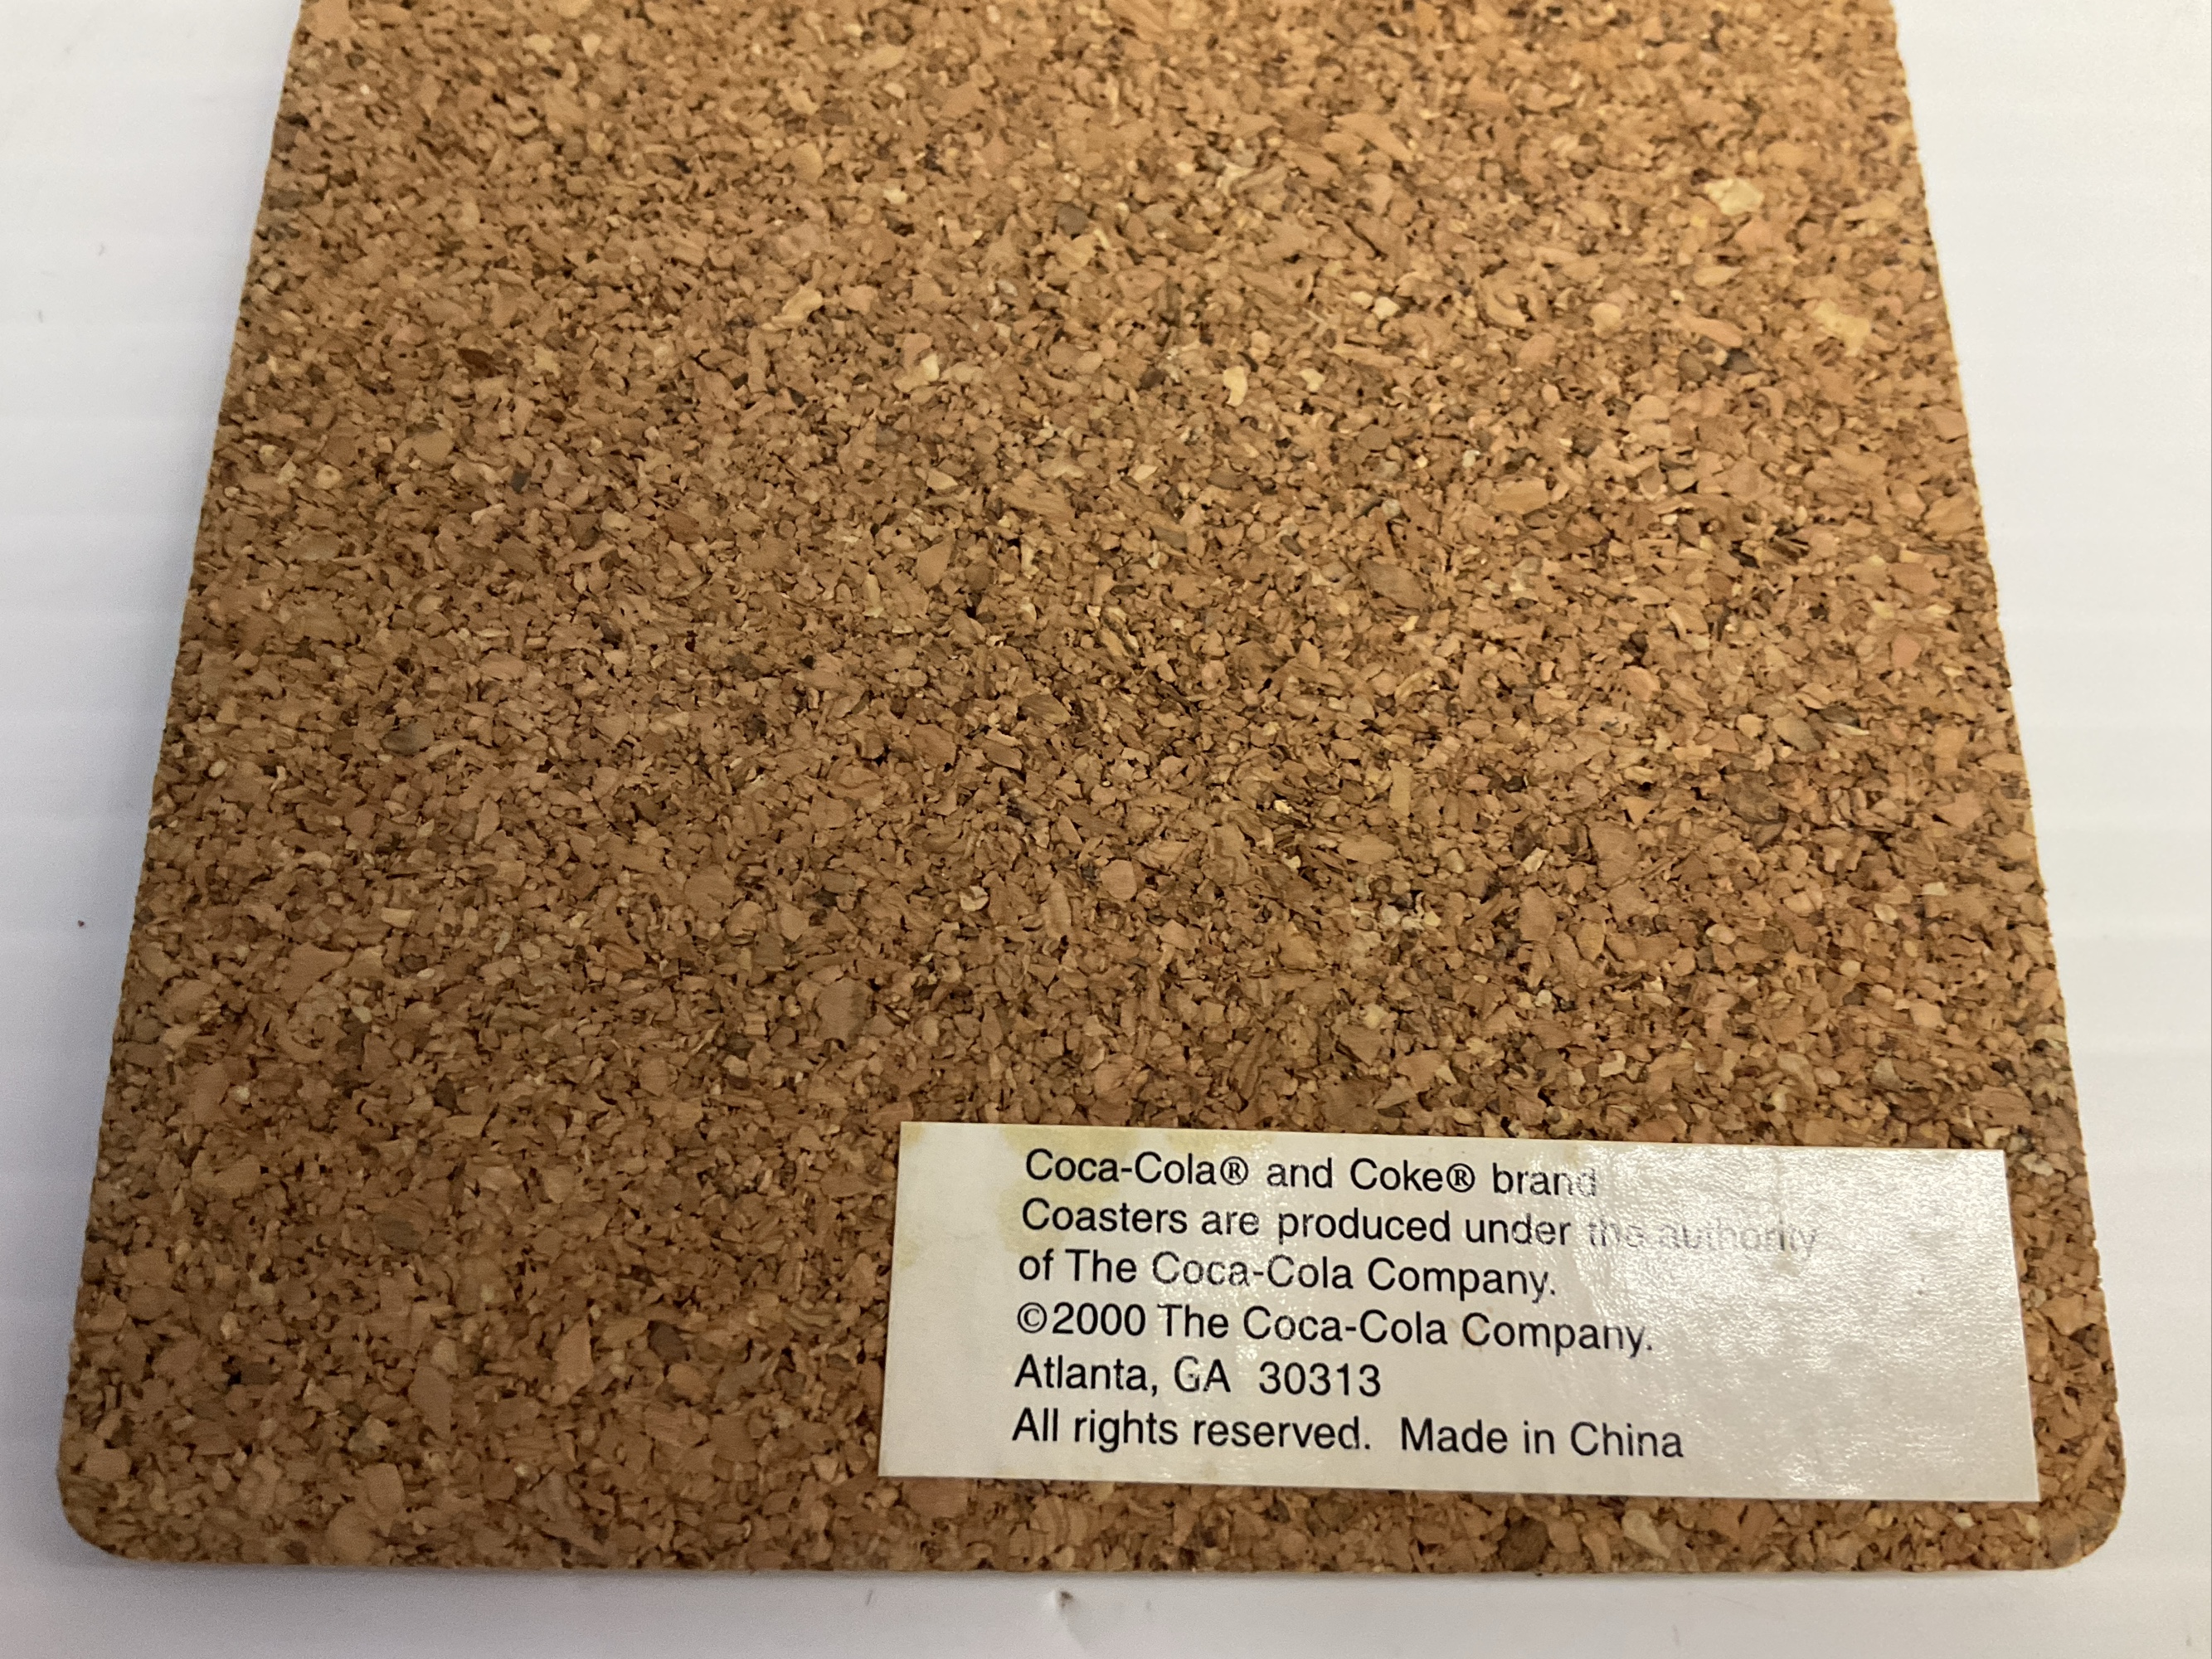 Coca-Cola® and Coke® brand
Coasters are produced under the authority
of The Coca-Cola Company.
©2000 The Coca-Cola Company.
Atlanta, GA  30313
All rights reserved.  Made in China